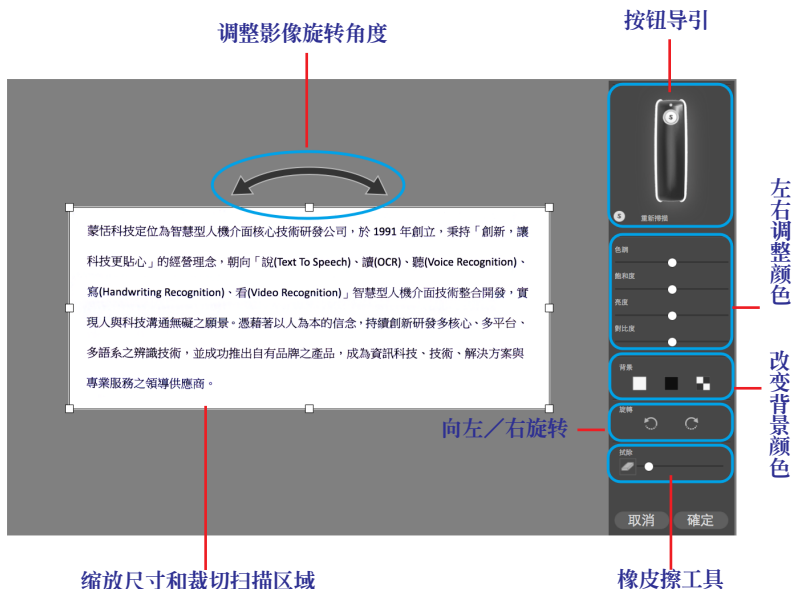 调整影像旋转角度
按钮导引
S
S 重新掃描
蒙恬科技定位為智慧型人機介面核心技術研發公司，於 1991 年創立，秉持「創新，讓
科技更貼心」的經營理念，朝向「說(Text To Speech)、讀(OCR)、聽(Voice Recognition)、
寫(Handwriting Recognition)、看(Video Recognition)」智慧型人機介面技術整合開發，實
現人與科技溝通無礙之願景。憑藉著以人為本的信念，持續創新研發多核心、多平台、
多語系之辨識技術，並成功推出自有品牌之產品，成為資訊科技、技術、解決方案與
專業服務之領導供應商。
色調
飽和度
亮度
對比度
左右调整颜色
背景
改变背景颜色
旋轉
向左／右旋转
拭除
取消
確定
缩放尺寸和裁切扫描区域
橡皮擦工具